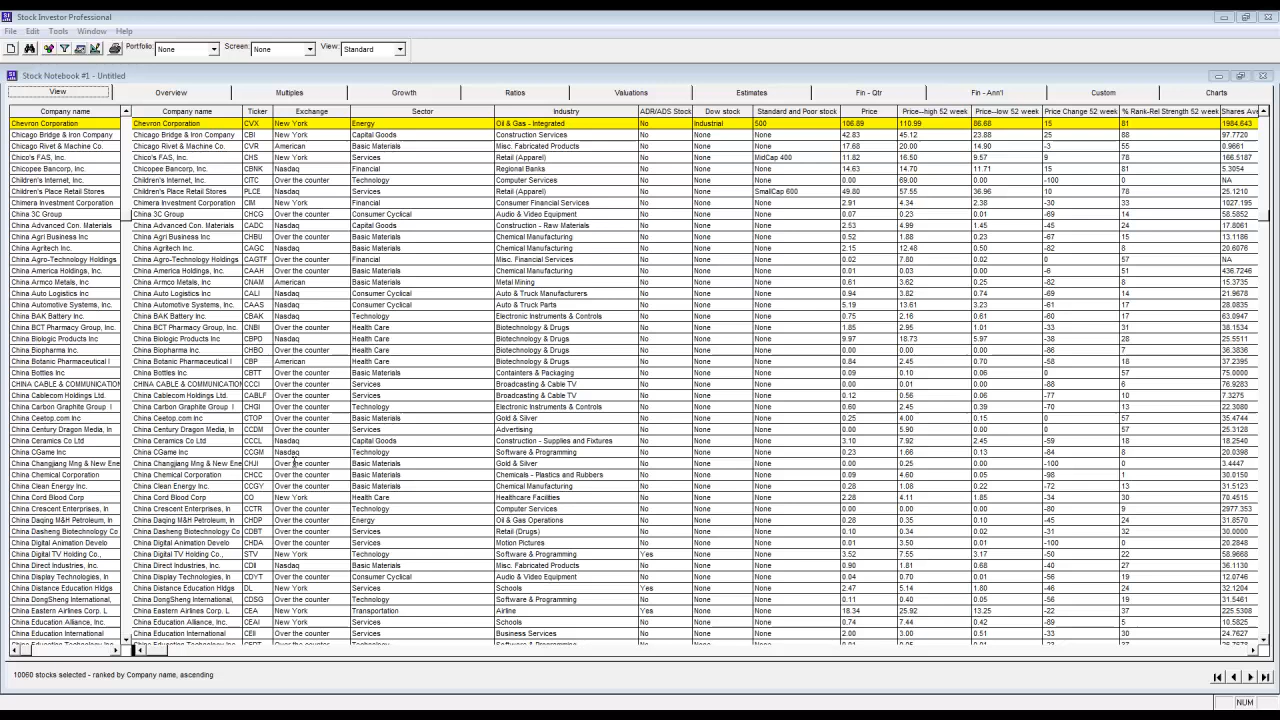 Stock Investor Professional
File Edit Tools Window Help
Portfolio: None Screen: None View: Standard
Stock Notebook #1 - Untitled
View Overview Multiples Growth Ratios Valuations Estimates Fin - Qtr Fin - Ann'l Custom Charts
Company name Company name Ticker Exchange Sector Industry ADR/ADS Stock Dow stock Standard and Poor stock Price Price--high 52 week Price--low 52 week Price Change 52 week % Rank-Rel Strength 52 week Shares Ave
Chevron Corporation Chevron Corporation CVX New York Energy Oil & Gas - Integrated No Industrial 500 106.89 110.99 86.68 15 81 1984.643
Chicago Bridge & Iron Company Chicago Bridge & Iron Company CBI New York Capital Goods Construction Services No None None 42.83 45.12 23.88 25 88 97.7720
Chicago Rivet & Machine Co. Chicago Rivet & Machine Co. CVR American Basic Materials Misc. Fabricated Products No None None 17.68 20.00 14.90 -3 55 0.9661
Chico's FAS, Inc. Chico's FAS, Inc. CHS New York Services Retail (Apparel) No None MidCap 400 11.82 16.50 9.57 9 78 166.5187
Chicopee Bancorp, Inc. Chicopee Bancorp, Inc. CBNK Nasdaq Financial Regional Banks No None None 14.63 14.70 11.71 15 81 5.3054
Children's Internet, Inc. Children's Internet, Inc. CITC Over the counter Technology Computer Services No None None 0.00 69.00 0.00 -100 0 NA
Children's Place Retail Stores Children's Place Retail Stores PLCE Nasdaq Services Retail (Apparel) No None SmallCap 600 49.80 57.55 36.96 10 78 25.1210
Chimera Investment Corporation Chimera Investment Corporation CIM New York Financial Consumer Financial Services No None None 2.91 4.34 2.38 -30 33 1027.195
China 3C Group China 3C Group CHCG Over the counter Consumer Cyclical Audio & Video Equipment No None None 0.07 0.23 0.01 -69 14 58.5852
China Advanced Con. Materials China Advanced Con. Materials CADC Nasdaq Capital Goods Construction - Raw Materials No None None 2.53 4.99 1.45 -45 24 17.8061
China Agri Business Inc China Agri Business Inc CHBU Over the counter Basic Materials Chemical Manufacturing No None None 0.52 1.88 0.23 -67 15 13.1186
China Agritech Inc. China Agritech Inc. CAGC Over the counter Basic Materials Chemical Manufacturing No None None 2.15 12.48 0.50 -82 8 20.6076
China Agro-Technology Holdings China Agro-Technology Holdings CAGTF Over the counter Financial Misc. Financial Services No None None 0.02 0.02 0.00 0 57 NA
China America Holdings, Inc. China America Holdings, Inc. CAAH Over the counter Basic Materials Chemical Manufacturing No None None 0.01 0.03 0.00 -6 51 436.7246
China Armco Metals, Inc. China Armco Metals, Inc. CNAM American Basic Materials Metal Mining No None None 0.61 3.62 0.25 -82 8 15.3735
China Auto Logistics Inc China Auto Logistics Inc CALI Nasdaq Consumer Cyclical Auto & Truck Manufacturers No None None 0.94 3.82 0.74 -69 14 21.9678
China Automotive Systems, Inc. China Automotive Systems, Inc. CAAS Nasdaq Consumer Cyclical Auto & Truck Parts No None None 5.19 13.61 3.23 -61 17 28.0835
China BAK Battery Inc. China BAK Battery Inc. CBAK Nasdaq Technology Electronic Instruments & Controls No None None 0.75 2.16 0.61 -60 17 63.0947
China BCT Pharmacy Group, Inc. China BCT Pharmacy Group, Inc. CNBI Over the counter Health Care Biotechnology & Drugs No None None 1.85 2.95 1.01 -33 31 38.1534
China Biologic Products Inc China Biologic Products Inc CBPO Nasdaq Health Care Biotechnology & Drugs No None None 9.97 18.73 5.97 -38 28 25.5511
China Biopharma Inc. China Biopharma Inc. CHBO Over the counter Health Care Biotechnology & Drugs No None None 0.00 0.01 0.00 -86 7 36.3836
China Botanic Pharmaceutical I China Botanic Pharmaceutical I CBP American Health Care Biotechnology & Drugs No None None 0.84 2.45 0.70 -58 18 37.2395
China Bottles Inc China Bottles Inc CBTT Over the counter Basic Materials Containters & Packaging No None None 0.09 0.10 0.02 0 57 75.0000
CHINA CABLE & COMMUNICATION CHINA CABLE & COMMUNICATION CCCI Over the counter Services Broadcasting & Cable TV No None None 0.00 0.01 0.00 -88 6 76.9283
China Cablecom Holdings Ltd. China Cablecom Holdings Ltd. CABLF Over the counter Services Broadcasting & Cable TV No None None 0.12 0.56 0.06 -77 10 7.3275
China Carbon Graphite Group I China Carbon Graphite Group I CHGI Over the counter Technology Electronic Instruments & Controls No None None 0.60 2.45 0.39 -70 13 22.3080
China Ceetop.com Inc China Ceetop.com Inc CTOP Over the counter Basic Materials Gold & Silver No None None 0.25 4.00 0.15 0 57 35.4744
China Century Dragon Media, In China Century Dragon Media, In CCDM Over the counter Services Advertising No None None 0.00 5.90 0.00 0 57 25.3128
China Ceramics Co Ltd China Ceramics Co Ltd CCCL Nasdaq Capital Goods Construction - Supplies and Fixtures No None None 3.10 7.92 2.45 -59 18 18.2540
China CGame Inc China CGame Inc CCGM Nasdaq Technology Software & Programming No None None 0.23 1.66 0.13 -84 8 0.0000
China Changjiang Mng & New Ene China Changjiang Mng & New Ene CHJI Over the counter Basic Materials Gold & Silver No None None 0.00 0.00 0.00 0 0 3.4447
China Chemical Corporation China Chemical Corporation CHCC Over the counter Basic Materials Chemicals - Plastics and Rubbers No None None 0.09 4.60 0.05 -98 1 30.0150
China Clean Energy Inc. China Clean Energy Inc. CCGY Over the counter Basic Materials Chemical Manufacturing No None None 0.28 1.08 0.22 -72 13 31.5123
China Cord Blood Corp China Cord Blood Corp CO New York Health Care Healthcare Facilities No None None 2.28 4.11 1.85 -34 30 70.4515
China Crescent Enterprises, In China Crescent Enterprises, In CCTR Over the counter Technology Computer Services No None None 0.00 0.03 0.00 -90 5 2977.353
China Daqing M&H Petroleum, In China Daqing M&H Petroleum, In CHDP Over the counter Energy Oil & Gas Operations No None None 0.28 0.35 0.10 -45 24 31.8570
China Dasheng Biotechnology Co China Dasheng Biotechnology Co CDBT Over the counter Services Retail (Drugs) No None None 0.42 0.54 0.20 -31 32 30.0000
China Digital Animation Develo China Digital Animation Develo CHDA Over the counter Services Motion Pictures No None None 0.00 0.50 0.00 -100 0 20.2848
China Digital TV Holding Co., China Digital TV Holding Co., STV New York Technology Software & Programming Yes None None 3.52 7.55 3.17 -50 22 58.9668
China Direct Industries, Inc. China Direct Industries, Inc. CDII Nasdaq Basic Materials Misc. Fabricated Products No None None 0.90 1.81 0.68 -40 27 36.1130
China Display Technologies, In China Display Technologies, In CDYT Over the counter Consumer Cyclical Audio & Video Equipment No None None 0.04 0.70 0.01 -56 19 12.0746
China Distance Education Hldgs China Distance Education Hldgs DL New York Services Schools Yes None None 2.47 5.14 1.80 -46 24 32.1204
China DongSheng International, China DongSheng International, CDSG Over the counter Technology Software & Programming No None None 0.11 0.40 0.05 -56 19 31.5461
China Eastern Airlines Corp. L China Eastern Airlines Corp. L CEA New York Transportation Airline Yes None None 18.34 25.92 13.25 -22 37 225.5308
China Education Alliance, Inc. China Education Alliance, Inc. CEAI New York Services Schools No None None 0.74 7.44 0.42 -89 5 10.5825
China Education International China Education International CEII Over the counter Services Business Services No None None 2.00 3.00 0.51 -33 30 24.7627
10060 stocks selected - ranked by Company name, ascending
NUM